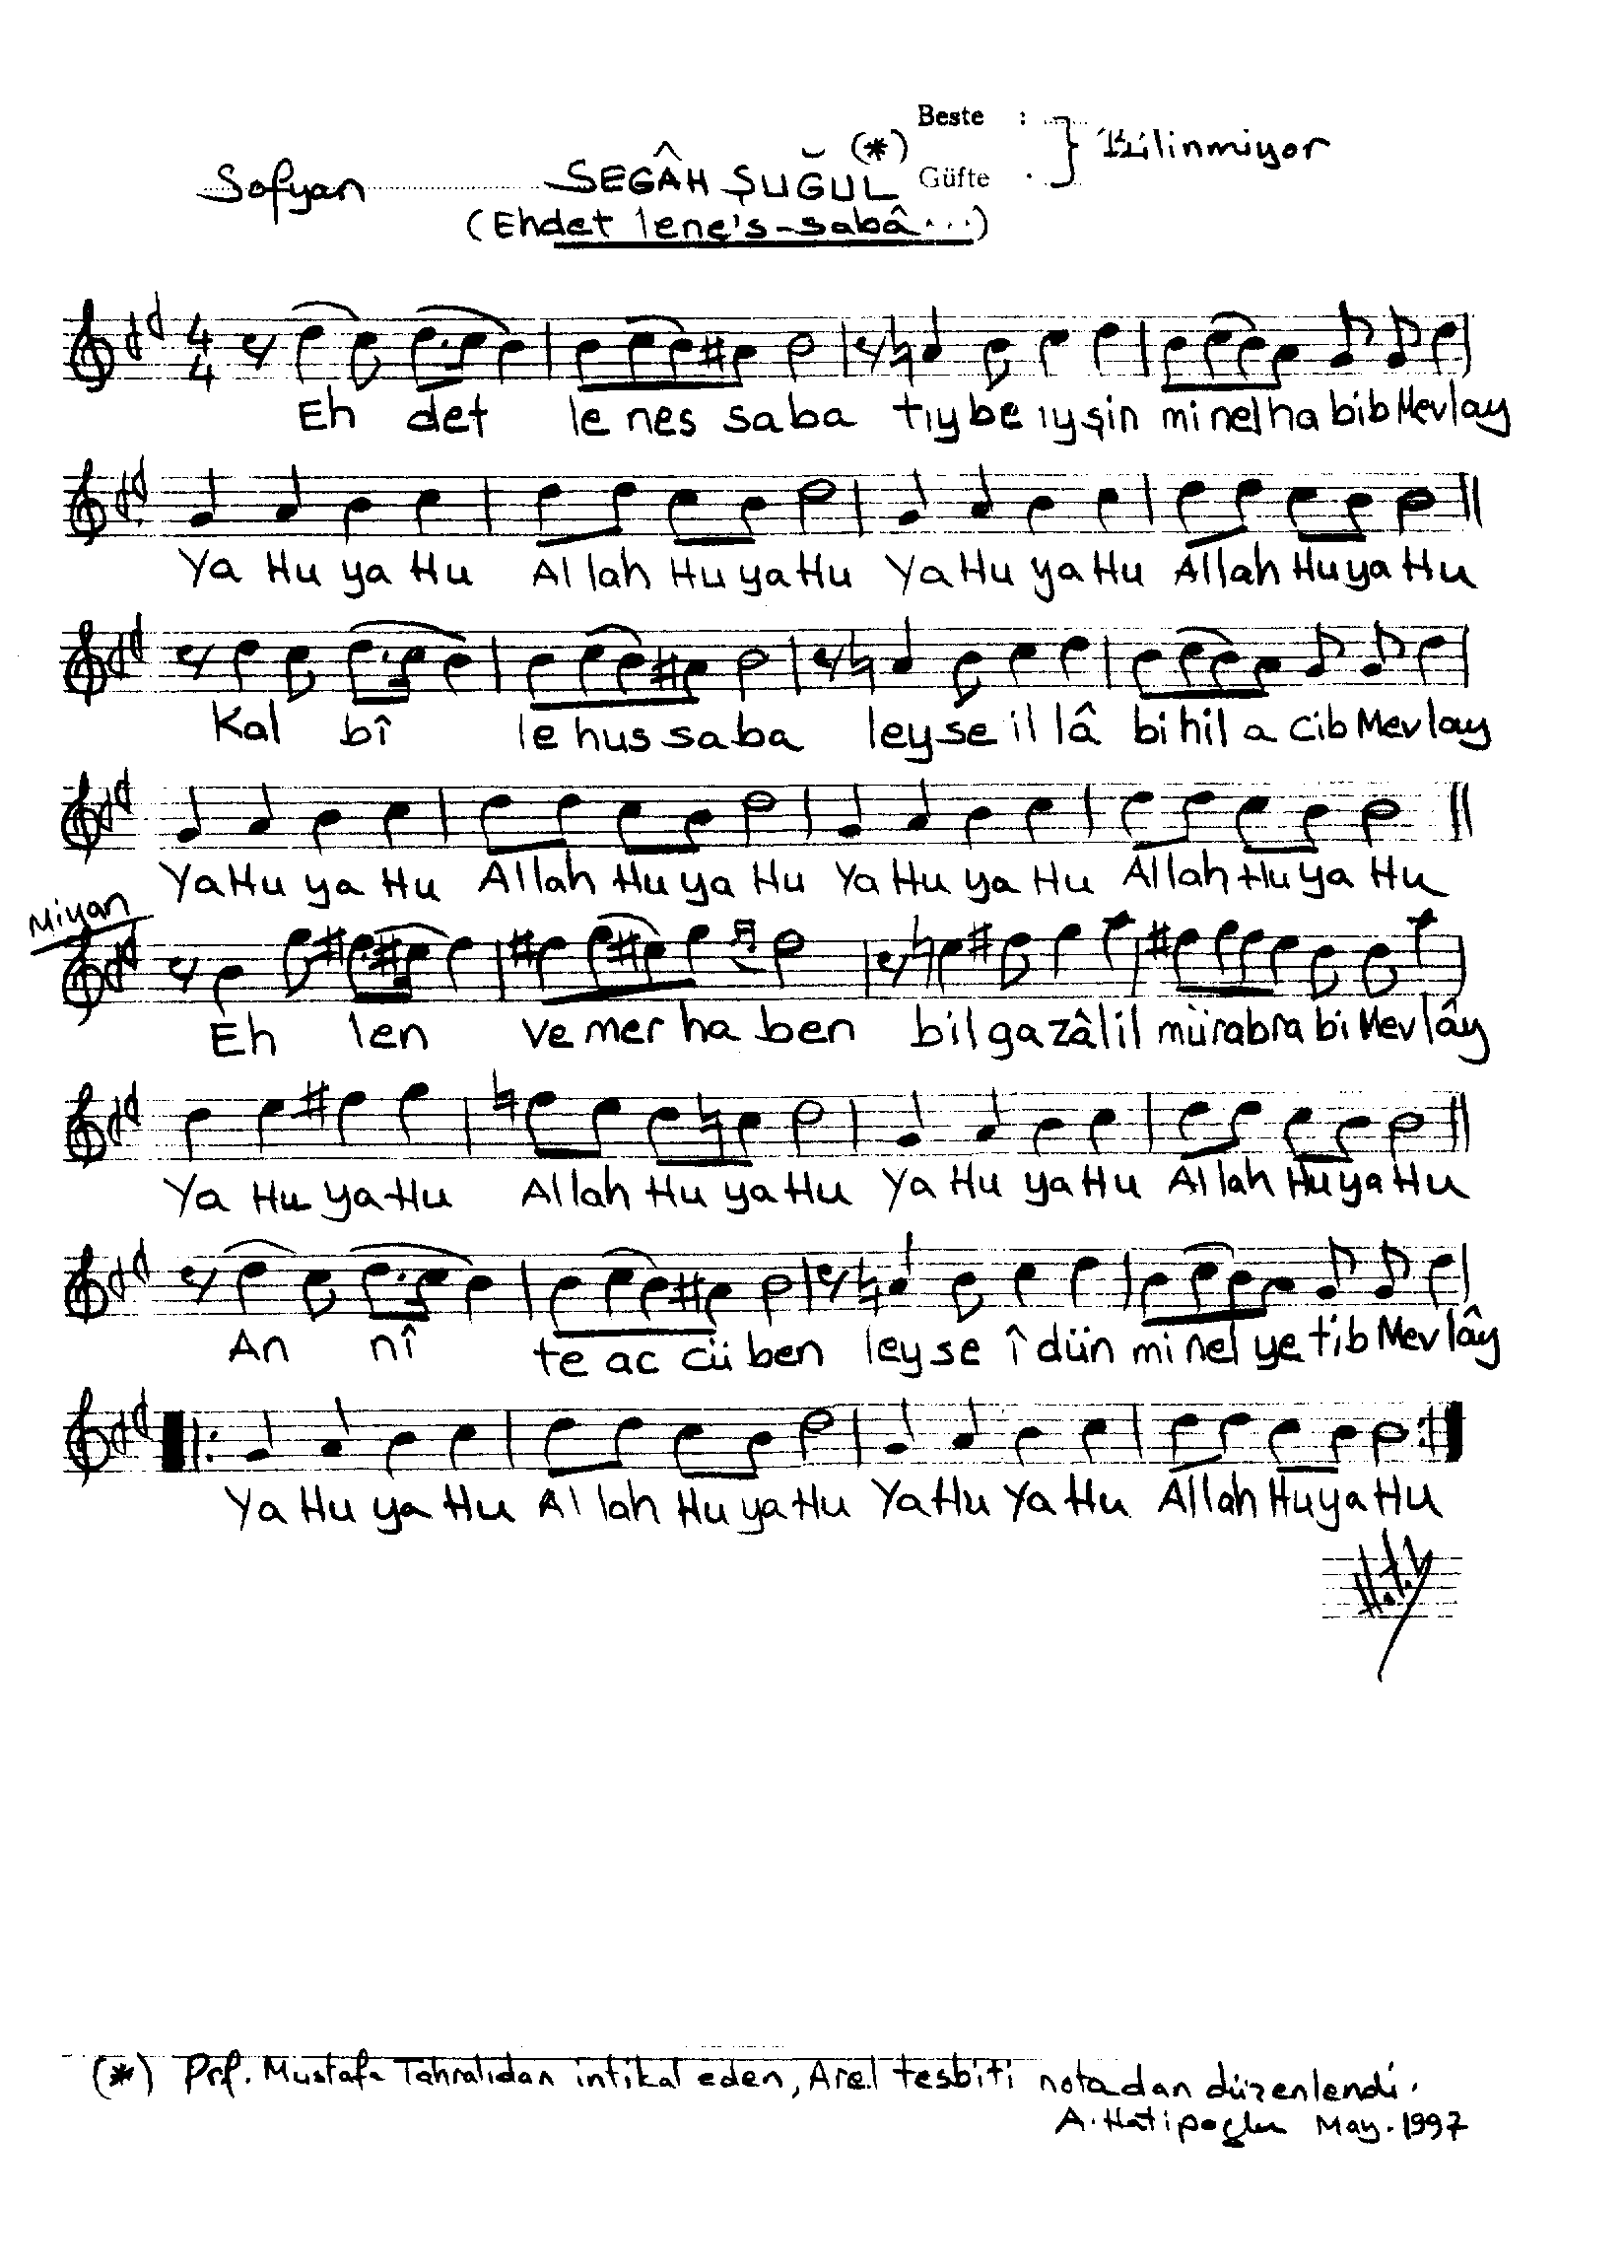 Beste :
Bilinmiyor
Sofyan SEGÂH ŞUĞUL (*) Güfte
(Ehdet lene's-sabâ...)
4 4
Eh det le nes sa ba tıy be ıy şin mi nel ha bib Mev lay
Ya Hu ya Hu Al lah Hu ya Hu Ya Hu ya Hu Al lah Hu ya Hu
Kal bî le hus sa ba ley se il lâ bi hil a cib Mev lay
Ya Hu ya Hu Al lah Hu ya Hu Ya Hu ya Hu Al lah Hu ya Hu
Miyan
Eh len ve mer ha ben bil ga zâ lil mü rab ra bi Mev lây
Ya Hu ya Hu Al lah Hu ya Hu Ya Hu ya Hu Al lah Hu ya Hu
An nî te ac cü ben ley se î dün mi nel ye tib Mev lây
Ya Hu ya Hu Al lah Hu ya Hu Ya Hu Ya Hu Al lah Hu ya Hu
(*) Prf. Mustafa Tahralıdan intikal eden, Arel tesbiti notadan düzenlendi.
A. Hatipoğlu May. 1997